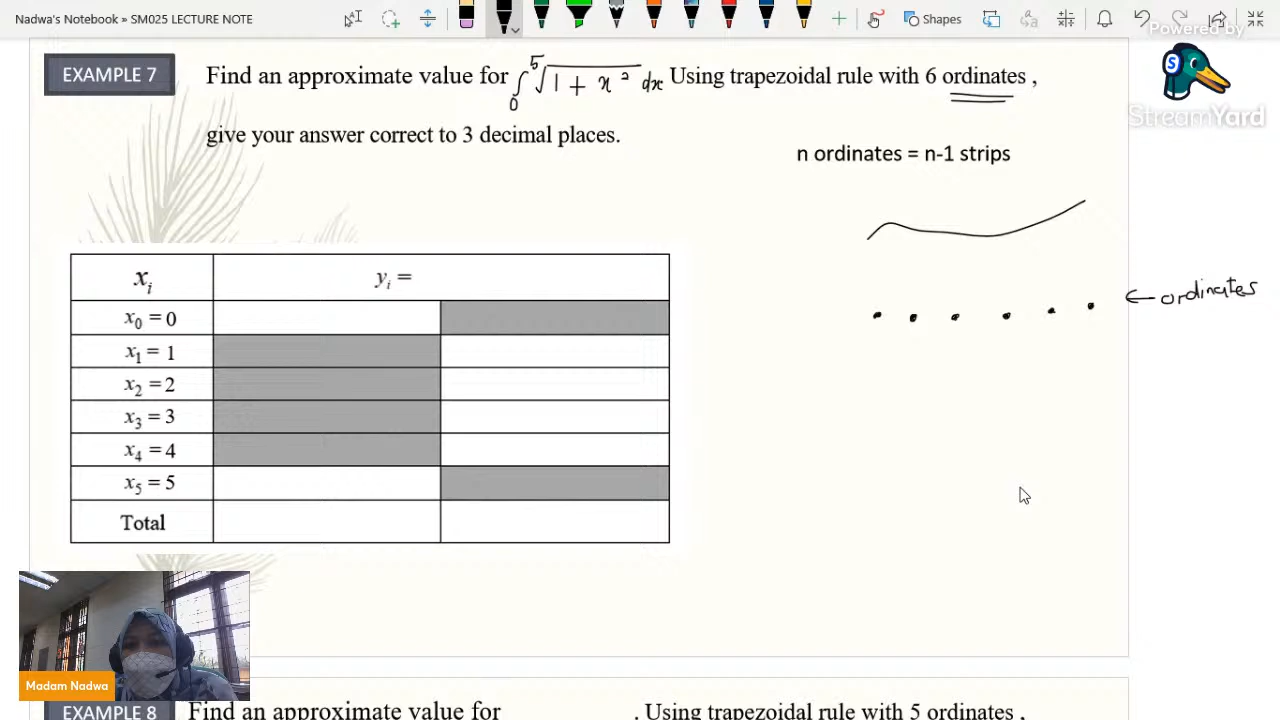 Nadwa's Notebook » SM025 LECTURE NOTE
Shapes
Powered by
StreamYard
EXAMPLE 7
Find an approximate value for ∫₀⁵ √(1 + x²) dx Using trapezoidal rule with 6 ordinates ,
give your answer correct to 3 decimal places.
n ordinates = n-1 strips
← ordinates
xᵢ yᵢ =
x₀ = 0
x₁ = 1
x₂ = 2
x₃ = 3
x₄ = 4
x₅ = 5
Total
Madam Nadwa
EXAMPLE 8
Find an approximate value for . Using trapezoidal rule with 5 ordinates ,